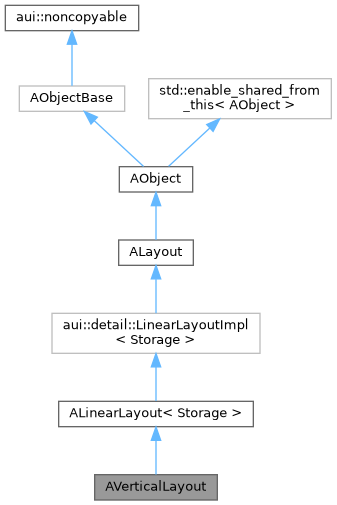 aui::noncopyable
AObjectBase
std::enable_shared_from
_this< AObject >
AObject
ALayout
aui::detail::LinearLayoutImpl
< Storage >
ALinearLayout< Storage >
AVerticalLayout